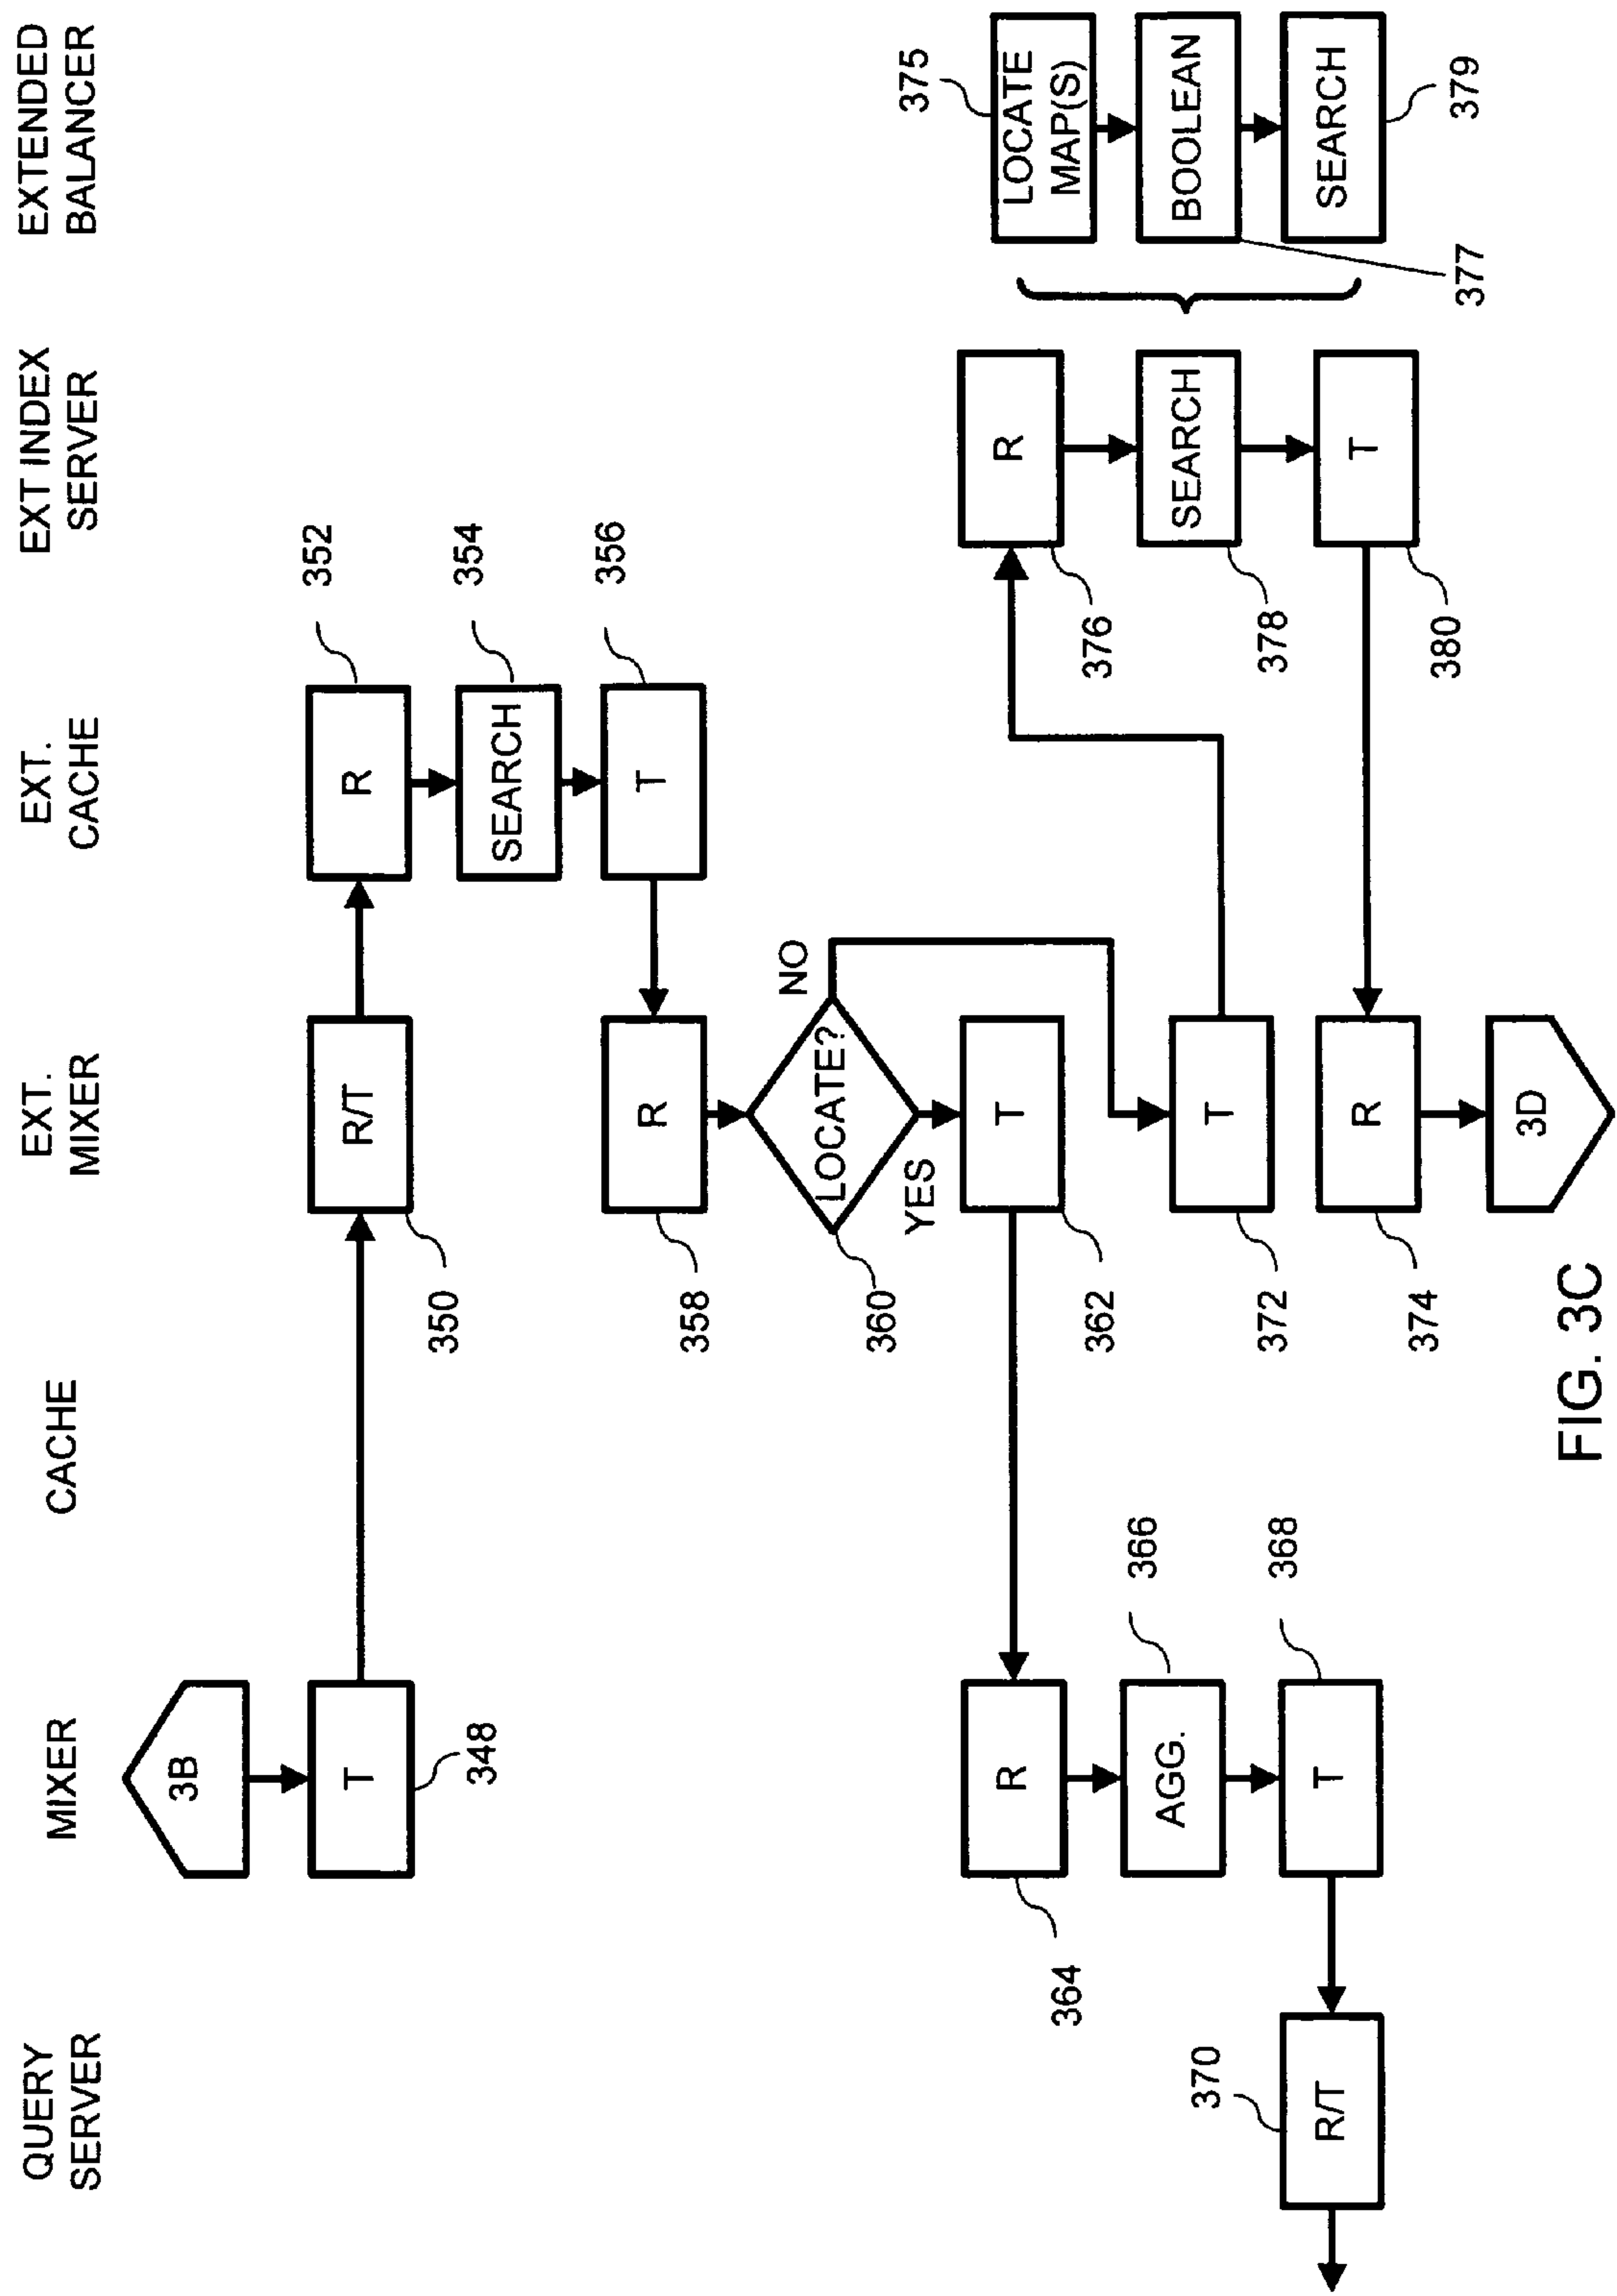 QUERY
SERVER
MIXER
CACHE
EXT.
MIXER
EXT.
CACHE
EXT INDEX
SERVER
EXTENDED
BALANCER
3B
T
348
R/T
350
R
352
SEARCH
354
T
356
R
358
LOCATE?
360
NO
YES
T
362
R
364
AGG.
366
T
368
R/T
370
T
372
R
376
SEARCH
378
T
380
LOCATE
MAP(S)
375
BOOLEAN
377
SEARCH
379
R
374
3D
FIG. 3C